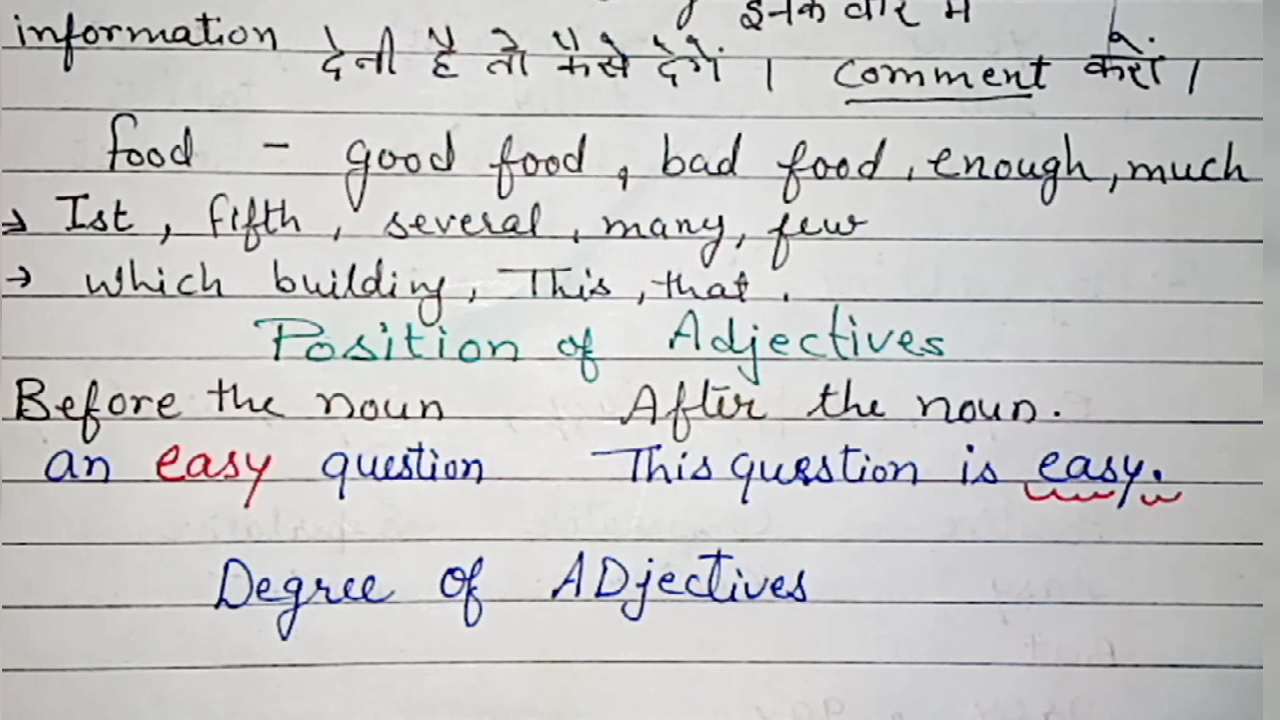 इनके बारे में
information देनी है तो कैसे देगें । comment करो ।
food - good food, bad food, enough, much
→ Ist, fifth, several, many, few
→ which building, This, that.
Position of Adjectives
Before the noun After the noun.
an easy question This question is easy.
Degree of ADjectives